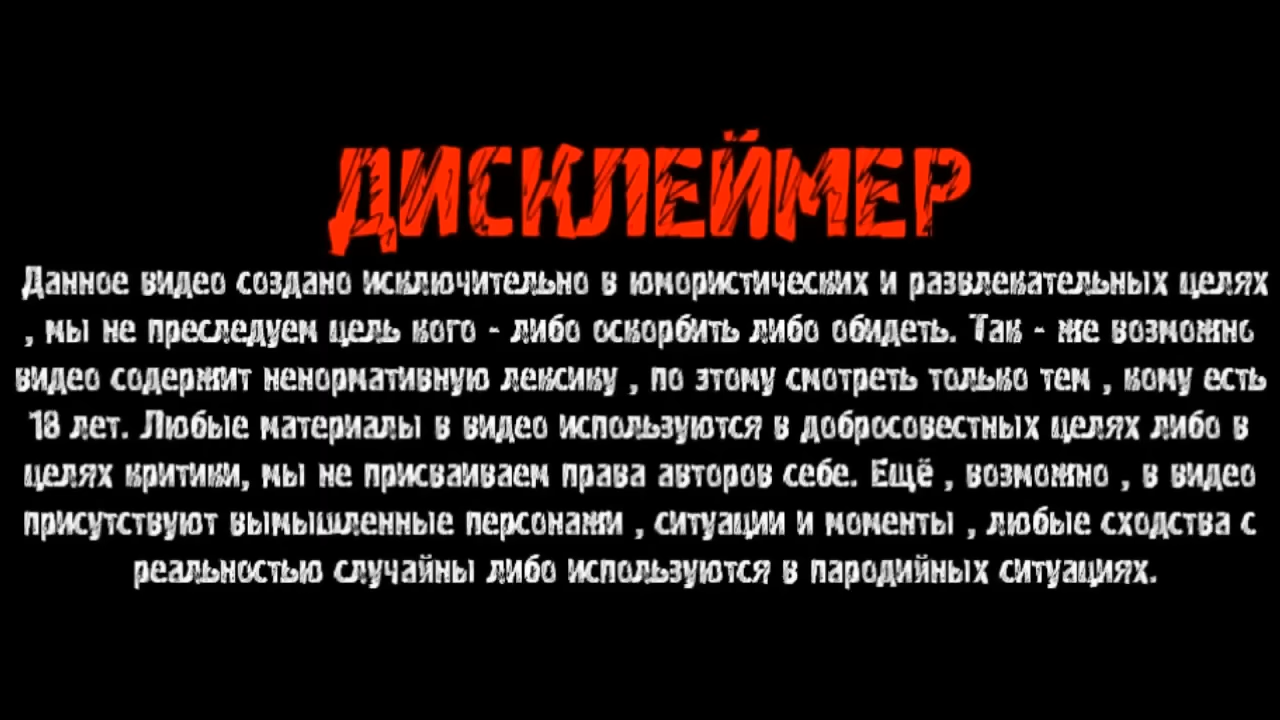 ДИСКЛЕЙМЕР
Данное видео создано исключительно в юмористических и развлекательных целях
, мы не преследуем цель кого - либо оскорбить либо обидеть. Так - же возможно
видео содержит ненормативную лексику , по этому смотреть только тем , кому есть
18 лет. Любые материалы в видео используются в добросовестных целях либо в
целях критики, мы не присваиваем права авторов себе. Ещё , возможно , в видео
присутствуют вымышленные персонажи , ситуации и моменты , любые сходства с
реальностью случайны либо используются в пародийных ситуациях.